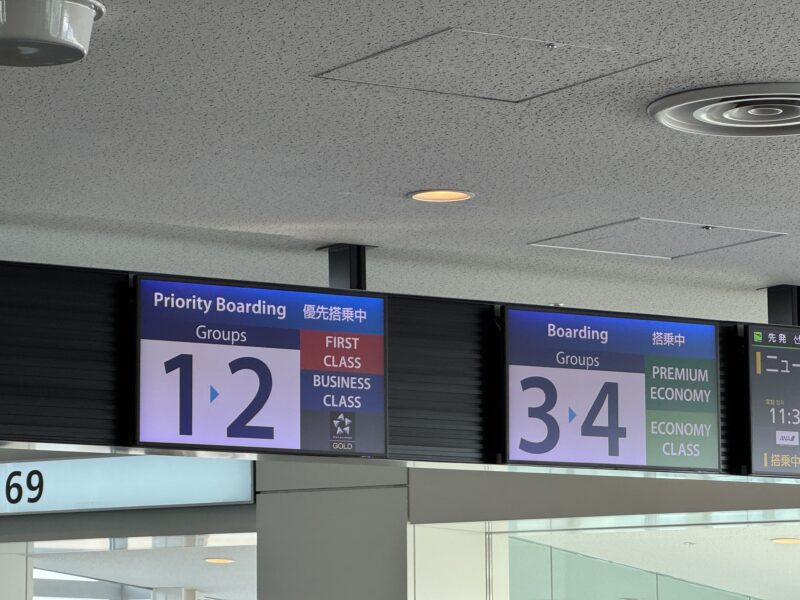 Priority Boarding 優先搭乗中
Groups
1 2
FIRST
CLASS
BUSINESS
CLASS
GOLD
Boarding 搭乗中
Groups
3 4
PREMIUM
ECONOMY
ECONOMY
CLASS
先発
ニュー
11:3
ANA
搭乗中
69